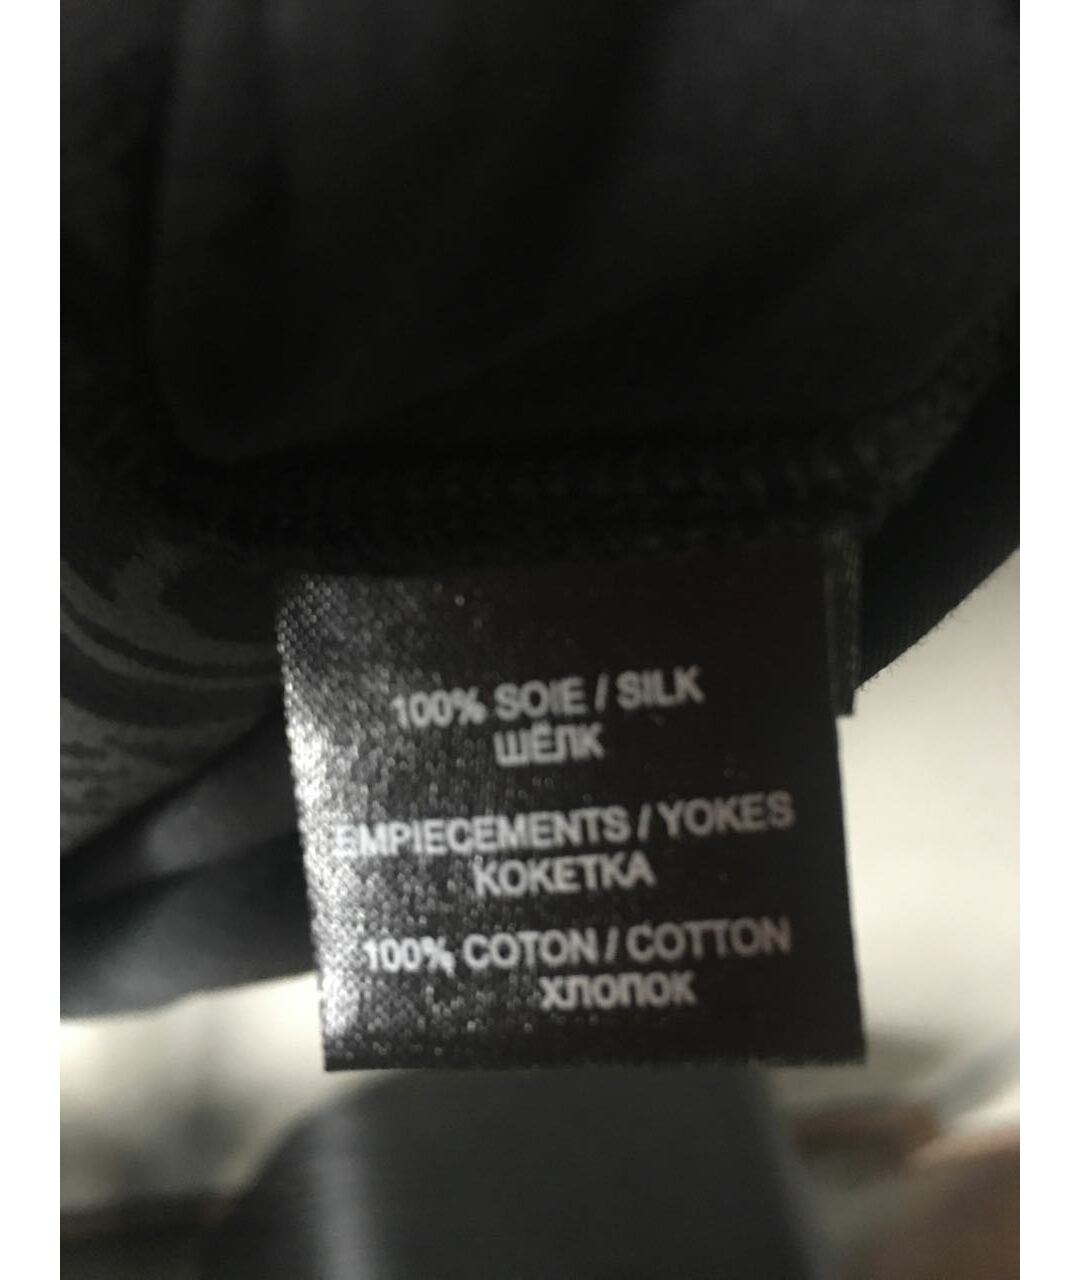 100% SOIE / SILK
ШЁЛК
EMPIECEMENTS / YOKES
КОКЕТКА
100% COTON / COTTON
ХЛОПОК